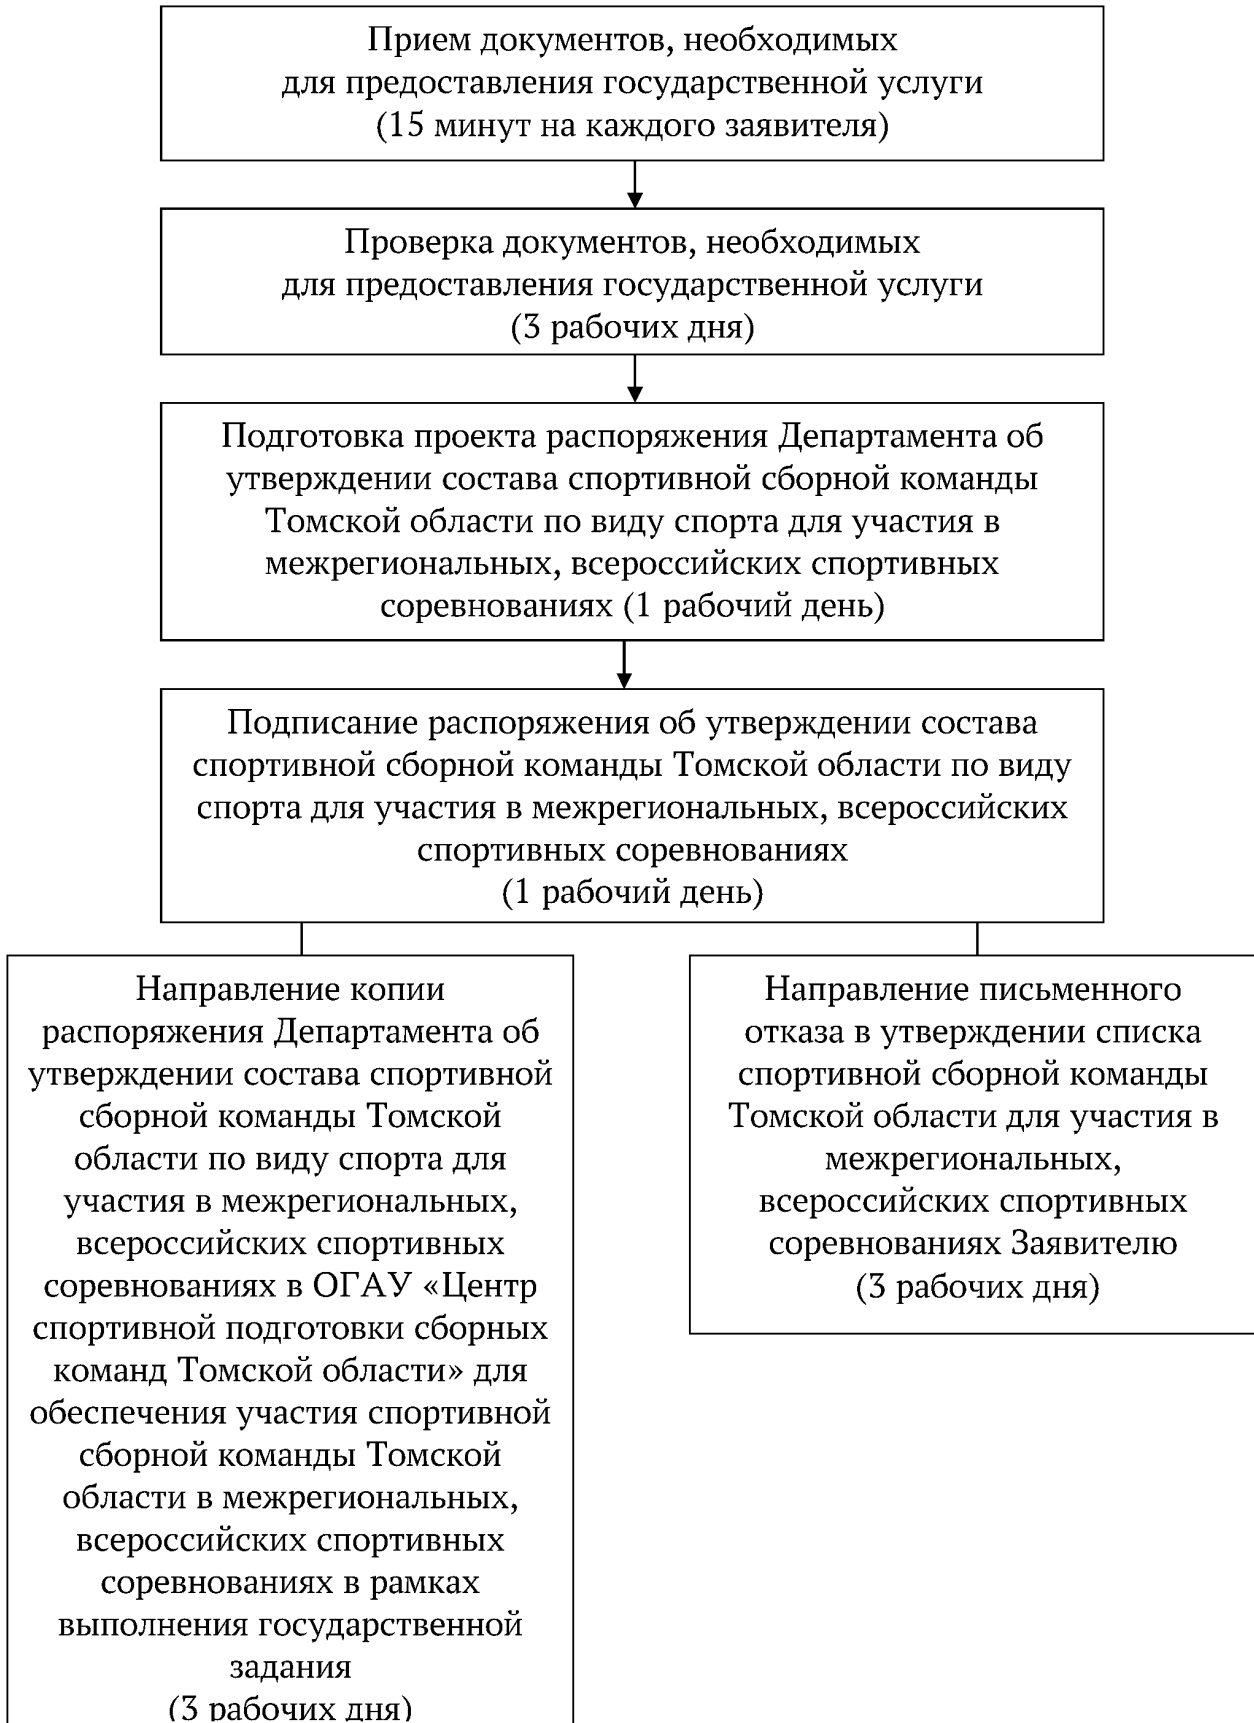 Прием документов, необходимых
для предоставления государственной услуги
(15 минут на каждого заявителя)
Проверка документов, необходимых
для предоставления государственной услуги
(3 рабочих дня)
Подготовка проекта распоряжения Департамента об
утверждении состава спортивной сборной команды
Томской области по виду спорта для участия в
межрегиональных, всероссийских спортивных
соревнованиях (1 рабочий день)
Подписание распоряжения об утверждении состава
спортивной сборной команды Томской области по виду
спорта для участия в межрегиональных, всероссийских
спортивных соревнованиях
(1 рабочий день)
Направление копии
распоряжения Департамента об
утверждении состава спортивной
сборной команды Томской
области по виду спорта для
участия в межрегиональных,
всероссийских спортивных
соревнованиях в ОГАУ «Центр
спортивной подготовки сборных
команд Томской области» для
обеспечения участия спортивной
сборной команды Томской
области в межрегиональных,
всероссийских спортивных
соревнованиях в рамках
выполнения государственной
задания
(3 рабочих дня)
Направление письменного
отказа в утверждении списка
спортивной сборной команды
Томской области для участия в
межрегиональных,
всероссийских спортивных
соревнованиях Заявителю
(3 рабочих дня)